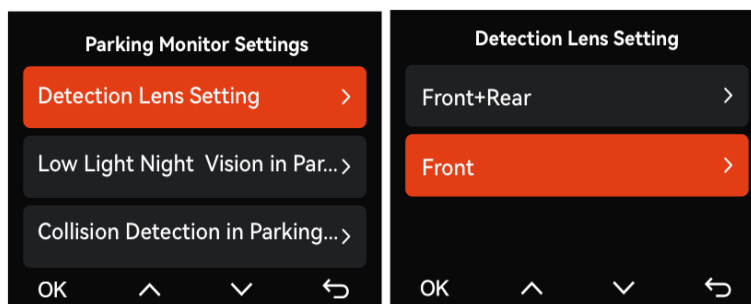 Parking Monitor Settings
Detection Lens Setting
Low Light Night Vision in Par...
Collision Detection in Parking...
OK
Detection Lens Setting
Front+Rear
Front
OK